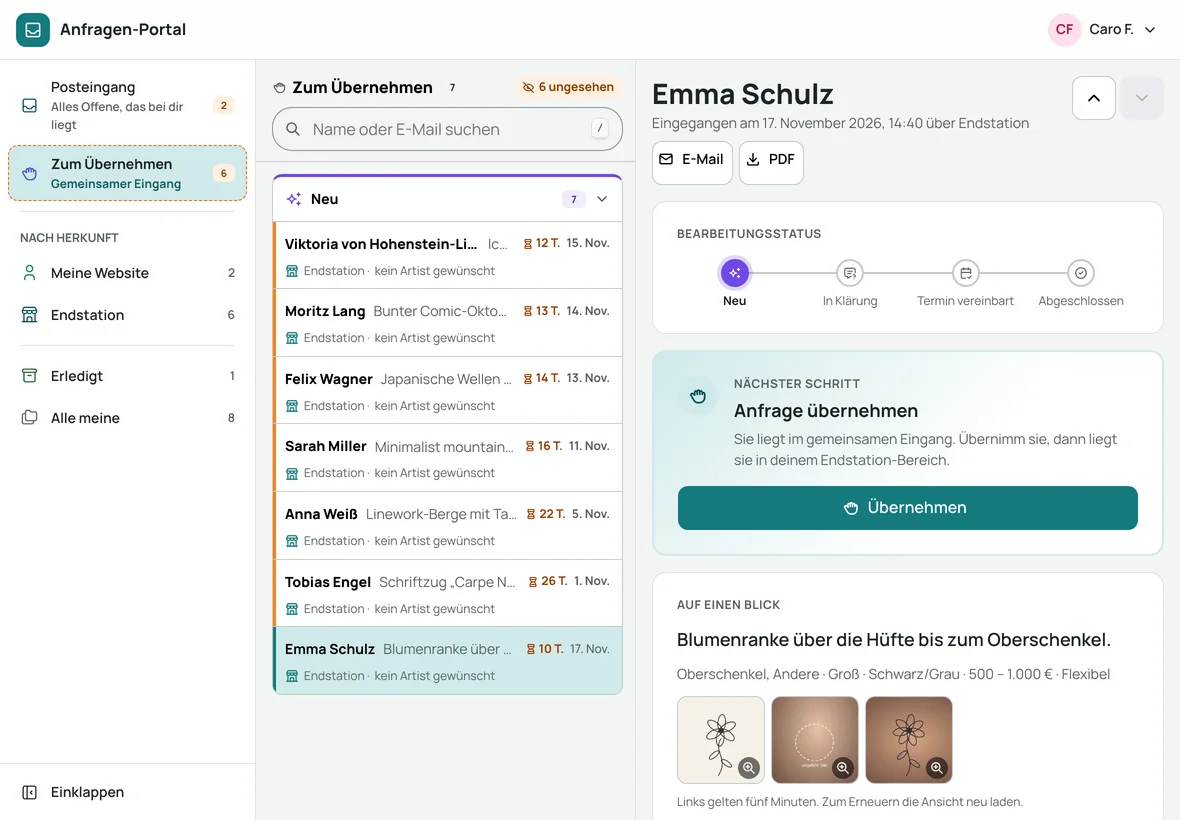 Anfragen-Portal
CF Caro F.
Posteingang
Alles Offene, das bei dir
liegt
2
Zum Übernehmen
Gemeinsamer Eingang
6
NACH HERKUNFT
Meine Website 2
Endstation 6
Erledigt 1
Alle meine 8
Einklappen
Zum Übernehmen 7 6 ungesehen
Name oder E-Mail suchen /
Neu 7
Viktoria von Hohenstein-Li... Ic... 12 T. 15. Nov.
Endstation · kein Artist gewünscht
Moritz Lang Bunter Comic-Okto... 13 T. 14. Nov.
Endstation · kein Artist gewünscht
Felix Wagner Japanische Wellen ... 14 T. 13. Nov.
Endstation · kein Artist gewünscht
Sarah Miller Minimalist mountain... 16 T. 11. Nov.
Endstation · kein Artist gewünscht
Anna Weiß Linework-Berge mit Ta... 22 T. 5. Nov.
Endstation · kein Artist gewünscht
Tobias Engel Schriftzug „Carpe N... 26 T. 1. Nov.
Endstation · kein Artist gewünscht
Emma Schulz Blumenranke über ... 10 T. 17. Nov.
Endstation · kein Artist gewünscht
Emma Schulz
Eingegangen am 17. November 2026, 14:40 über Endstation
E-Mail PDF
BEARBEITUNGSSTATUS
Neu In Klärung Termin vereinbart Abgeschlossen
NÄCHSTER SCHRITT
Anfrage übernehmen
Sie liegt im gemeinsamen Eingang. Übernimm sie, dann liegt
sie in deinem Endstation-Bereich.
Übernehmen
AUF EINEN BLICK
Blumenranke über die Hüfte bis zum Oberschenkel.
Oberschenkel, Andere · Groß · Schwarz/Grau · 500 – 1.000 € · Flexibel
Links gelten fünf Minuten. Zum Erneuern die Ansicht neu laden.